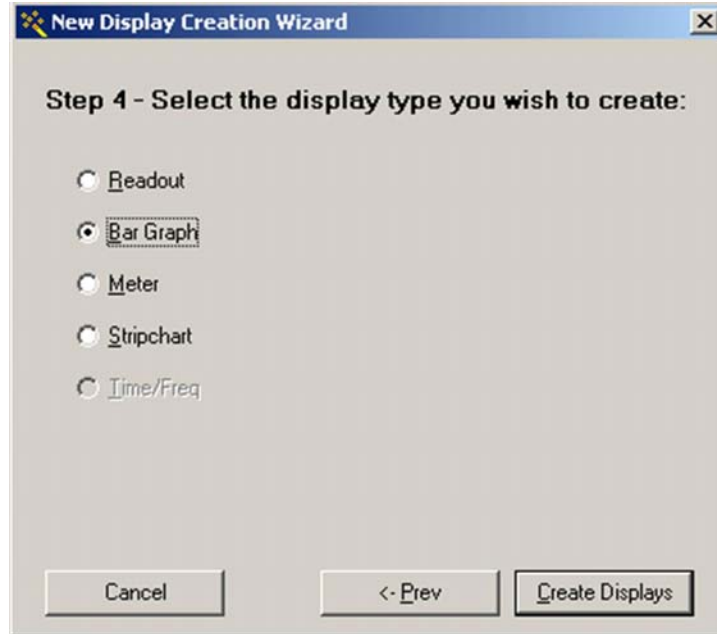 New Display Creation Wizard
Step 4 - Select the display type you wish to create:
Readout
Bar Graph
Meter
Stripchart
Time/Freq
Cancel
<- Prev
Create Displays